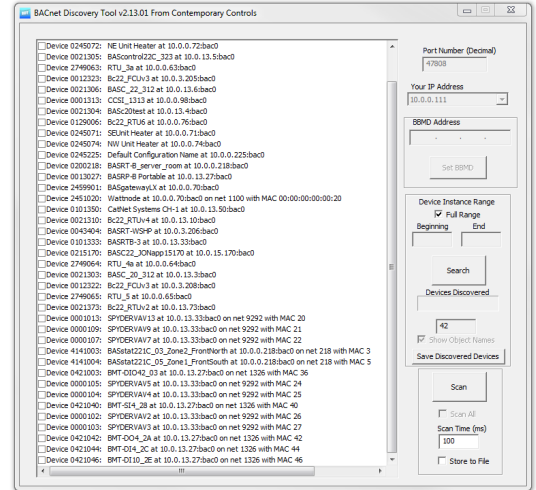 BACnet Discovery Tool v2.13.01 From Contemporary Controls
Device 0245072: NE Unit Heater at 10.0.0.72:bac0
Device 0021305: BAScontrol22C_323 at 10.0.13.5:bac0
Device 2749063: RTU_3a at 10.0.0.63:bac0
Device 0012323: Bc22_FCUv3 at 10.0.3.205:bac0
Device 0021306: BASC_22_312 at 10.0.13.6:bac0
Device 0001313: CCSI_1313 at 10.0.0.98:bac0
Device 0021304: BASc20test at 10.0.13.4:bac0
Device 0129006: Bc22_RTU6 at 10.0.0.76:bac0
Device 0245071: SEUnit Heater at 10.0.0.71:bac0
Device 0245074: NW Unit Heater at 10.0.0.74:bac0
Device 0245225: Default Configuration Name at 10.0.0.225:bac0
Device 0200218: BASRT-B_server_room at 10.0.0.218:bac0
Device 0013027: BASRP-B Portable at 10.0.13.27:bac0
Device 2459901: BASgatewayLX at 10.0.0.70:bac0
Device 2451020: Wattnode at 10.0.0.70:bac0 on net 1100 with MAC 00:00:00:00:00:20
Device 0101350: CatNet Systems CH-1 at 10.0.13.50:bac0
Device 0021310: Bc22_RTUv4 at 10.0.13.10:bac0
Device 0043404: BASRT-WSHP at 10.0.3.206:bac0
Device 0101333: BASRTB-3 at 10.0.13.33:bac0
Device 0215170: BASC22_JONapp15170 at 10.0.15.170:bac0
Device 2749064: RTU_4a at 10.0.0.64:bac0
Device 0021303: BASC_20_312 at 10.0.13.3:bac0
Device 0012322: Bc22_FCUv3 at 10.0.3.208:bac0
Device 2749065: RTU_5 at 10.0.0.65:bac0
Device 0021373: Bc22_RTUv2 at 10.0.13.73:bac0
Device 0001013: SPYDERVAV13 at 10.0.13.33:bac0 on net 9292 with MAC 20
Device 0000109: SPYDERVAV9 at 10.0.13.33:bac0 on net 9292 with MAC 21
Device 0000107: SPYDERVAV7 at 10.0.13.33:bac0 on net 9292 with MAC 22
Device 4141003: BASstat221C_03_Zone2_FrontNorth at 10.0.0.218:bac0 on net 218 with MAC 3
Device 4141004: BASstat221C_05_Zone1_FrontSouth at 10.0.0.218:bac0 on net 218 with MAC 5
Device 0421003: BMT-DIO42_03 at 10.0.13.27:bac0 on net 1326 with MAC 36
Device 0000105: SPYDERVAV5 at 10.0.13.33:bac0 on net 9292 with MAC 24
Device 0000104: SPYDERVAV4 at 10.0.13.33:bac0 on net 9292 with MAC 25
Device 0421040: BMT-SI4_28 at 10.0.13.27:bac0 on net 1326 with MAC 40
Device 0000102: SPYDERVAV2 at 10.0.13.33:bac0 on net 9292 with MAC 26
Device 0000103: SPYDERVAV3 at 10.0.13.33:bac0 on net 9292 with MAC 27
Device 0421042: BMT-DO4_2A at 10.0.13.27:bac0 on net 1326 with MAC 42
Device 0421044: BMT-DI4_2C at 10.0.13.27:bac0 on net 1326 with MAC 44
Device 0421046: BMT-DI10_2E at 10.0.13.27:bac0 on net 1326 with MAC 46
Port Number (Decimal)
47808
Your IP Address
10.0.0.111
BBMD Address
. . .
Set BBMD
Device Instance Range
Full Range
Beginning End
Search
Devices Discovered
42
Show Object Names
Save Discovered Devices
Scan
Scan All
Scan Time (ms)
100
Store to File